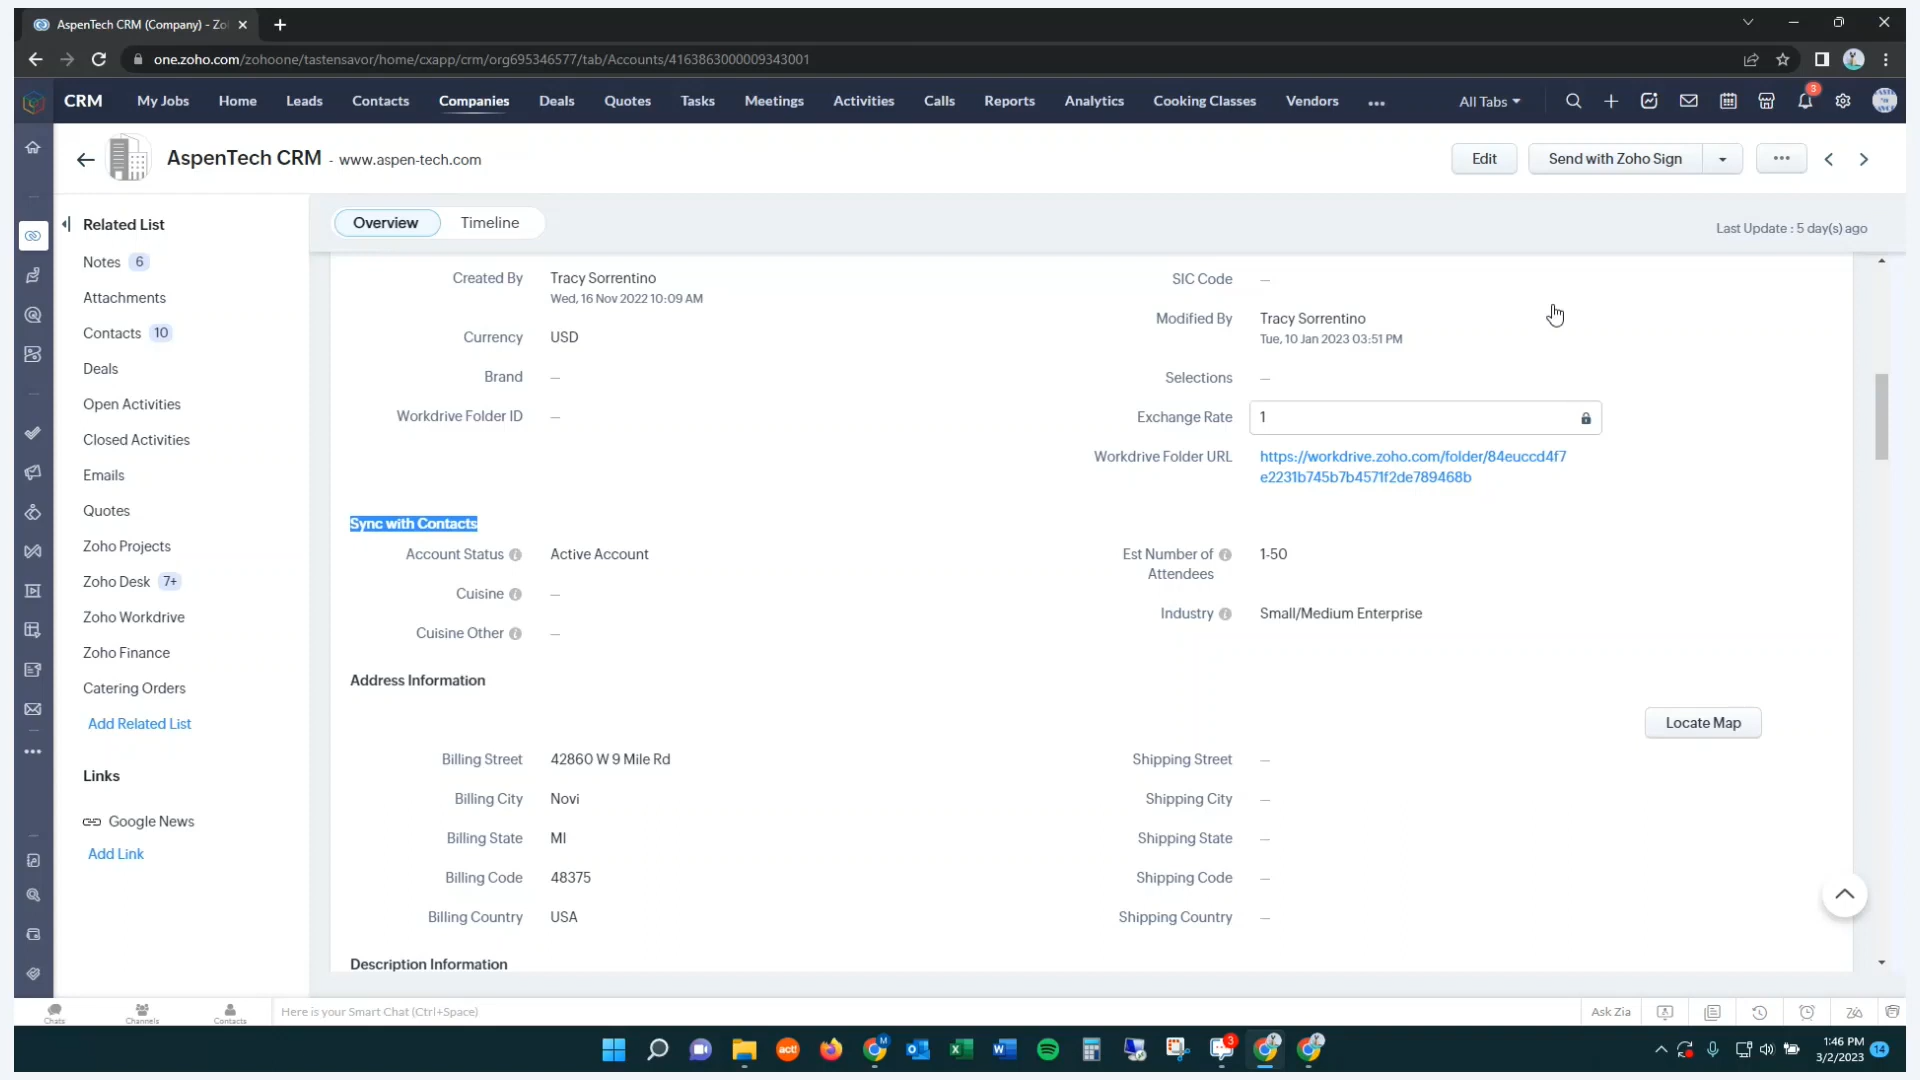 AspenTech CRM (Company) - Zo
one.zoho.com/zohoone/tastensavor/home/cxapp/crm/org695346577/tab/Accounts/4163863000009343001
CRM My Jobs Home Leads Contacts Companies Deals Quotes Tasks Meetings Activities Calls Reports Analytics Cooking Classes Vendors ... All Tabs 3
AspenTech CRM - www.aspen-tech.com Edit Send with Zoho Sign ...
Related List
Notes 6
Attachments
Contacts 10
Deals
Open Activities
Closed Activities
Emails
Quotes
Zoho Projects
Zoho Desk 7+
Zoho Workdrive
Zoho Finance
Catering Orders
Add Related List
Links
Google News
Add Link
Overview Timeline
Last Update : 5 day(s) ago
Created By Tracy Sorrentino
Wed, 16 Nov 2022 10:09 AM
Currency USD
Brand —
Workdrive Folder ID —
SIC Code —
Modified By Tracy Sorrentino
Tue, 10 Jan 2023 03:51 PM
Selections —
Exchange Rate 1
Workdrive Folder URL https://workdrive.zoho.com/folder/84euccd4f7
e2231b745b7b4571f2de789468b
Sync with Contacts
Account Status Active Account
Cuisine —
Cuisine Other —
Est Number of 1-50
Attendees
Industry Small/Medium Enterprise
Address Information
Locate Map
Billing Street 42860 W 9 Mile Rd
Billing City Novi
Billing State MI
Billing Code 48375
Billing Country USA
Shipping Street —
Shipping City —
Shipping State —
Shipping Code —
Shipping Country —
Description Information
Chats Channels Contacts Here is your Smart Chat (Ctrl+Space) Ask Zia
act! M 3
1:46 PM
3/2/2023 14